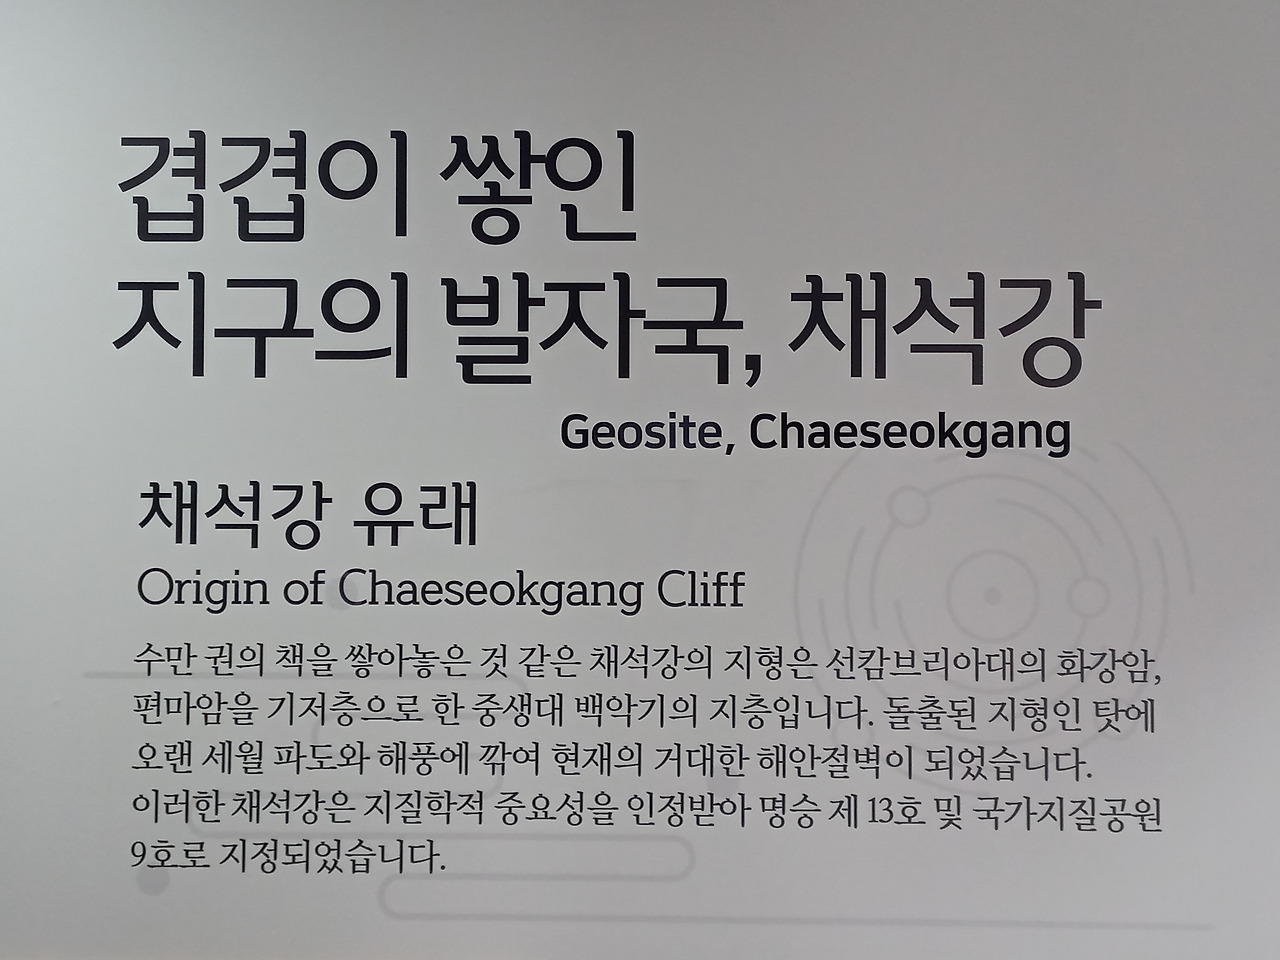 겹겹이 쌓인
지구의 발자국, 채석강
Geosite, Chaeseokgang
채석강 유래
Origin of Chaeseokgang Cliff
수만 권의 책을 쌓아놓은 것 같은 채석강의 지형은 선캄브리아대의 화강암,
편마암을 기저층으로 한 중생대 백악기의 지층입니다. 돌출된 지형인 탓에
오랜 세월 파도와 해풍에 깎여 현재의 거대한 해안절벽이 되었습니다.
이러한 채석강은 지질학적 중요성을 인정받아 명승 제 13호 및 국가지질공원
9호로 지정되었습니다.